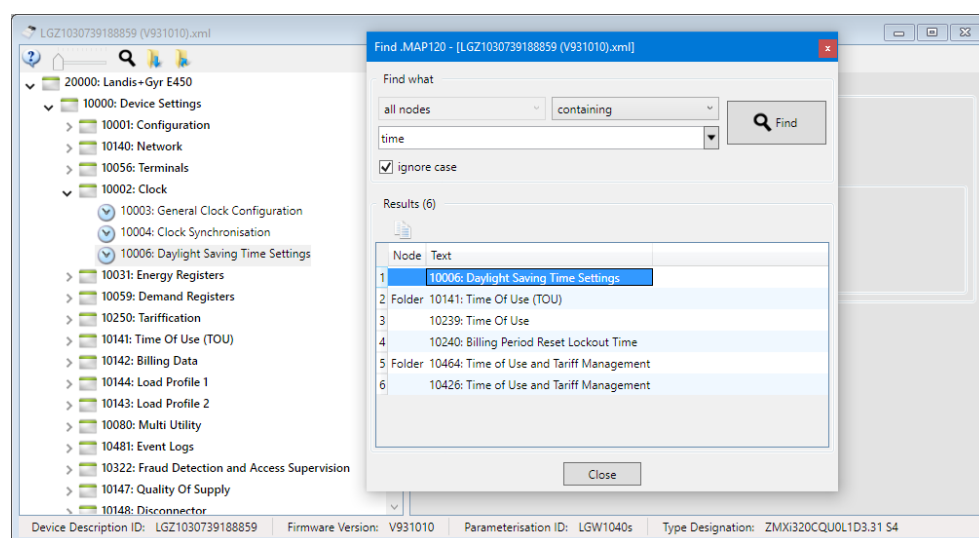 LGZ1030739188859 (V931010).xml
20000: Landis+Gyr E450
10000: Device Settings
10001: Configuration
10140: Network
10056: Terminals
10002: Clock
10003: General Clock Configuration
10004: Clock Synchronisation
10006: Daylight Saving Time Settings
10031: Energy Registers
10059: Demand Registers
10250: Tariffication
10141: Time Of Use (TOU)
10142: Billing Data
10144: Load Profile 1
10143: Load Profile 2
10080: Multi Utility
10481: Event Logs
10322: Fraud Detection and Access Supervision
10147: Quality Of Supply
10148: Disconnector
Find .MAP120 - [LGZ1030739188859 (V931010).xml]
Find what
all nodes containing
Find
time
ignore case
Results (6)
Node Text
1 10006: Daylight Saving Time Settings
2 Folder 10141: Time Of Use (TOU)
3 10239: Time Of Use
4 10240: Billing Period Reset Lockout Time
5 Folder 10464: Time of Use and Tariff Management
6 10426: Time of Use and Tariff Management
Close
Device Description ID: LGZ1030739188859 Firmware Version: V931010 Parameterisation ID: LGW1040s Type Designation: ZMXi320CQU0L1D3.31 S4